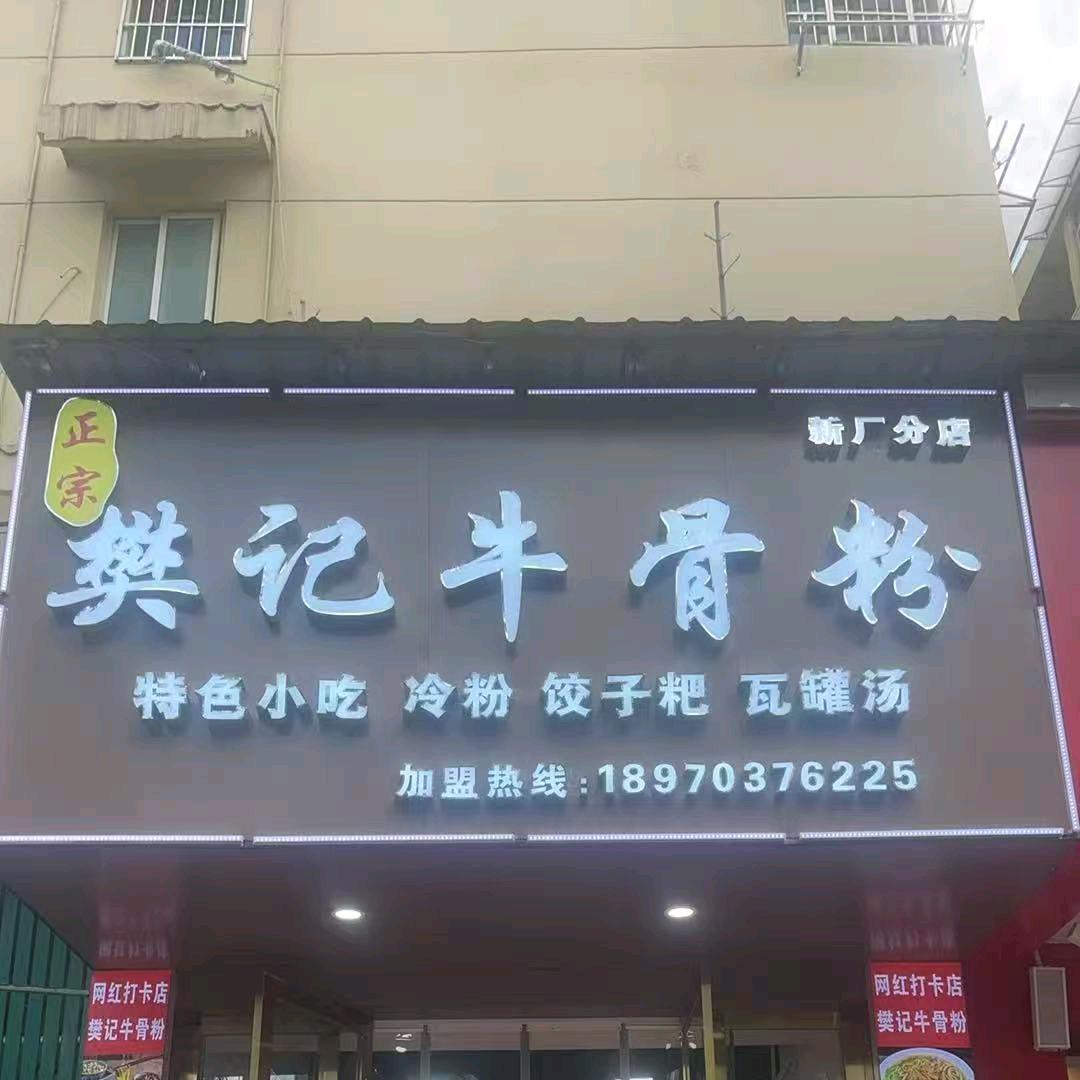 正宗
新厂分店
樊记牛骨粉
特色小吃 冷粉 饺子粑 瓦罐汤
加盟热线:18970376225
网红打卡店
樊记牛骨粉
网红打卡店
樊记牛骨粉